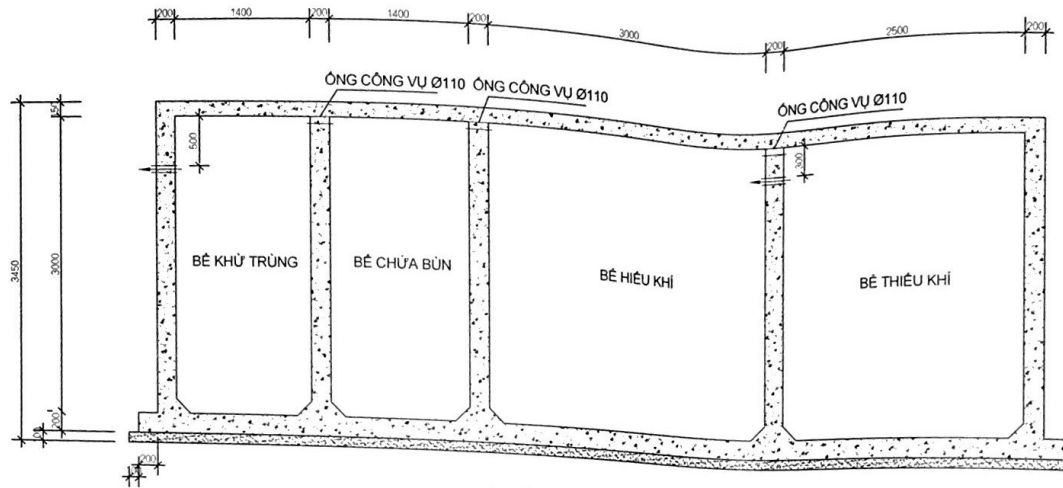 200 1400 200 1400 200 3000 200 2500 200
ỐNG CÔNG VỤ Ø110 ỐNG CÔNG VỤ Ø110 ỐNG CÔNG VỤ Ø110
150
500
300
BỂ KHỬ TRÙNG BỂ CHỨA BÙN BỂ HIẾU KHÍ BỂ THIẾU KHÍ
3450
3000
200
200